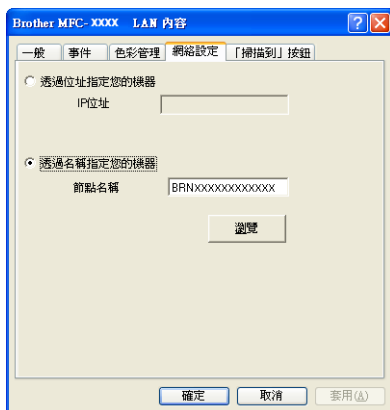 Brother MFC-XXXX LAN 內容
一般 事件 色彩管理 網絡設定 「掃描到」按鈕
透過位址指定您的機器
IP位址
透過名稱指定您的機器
節點名稱 BRNXXXXXXXXXXXX
瀏覽
確定 取消 套用(A)